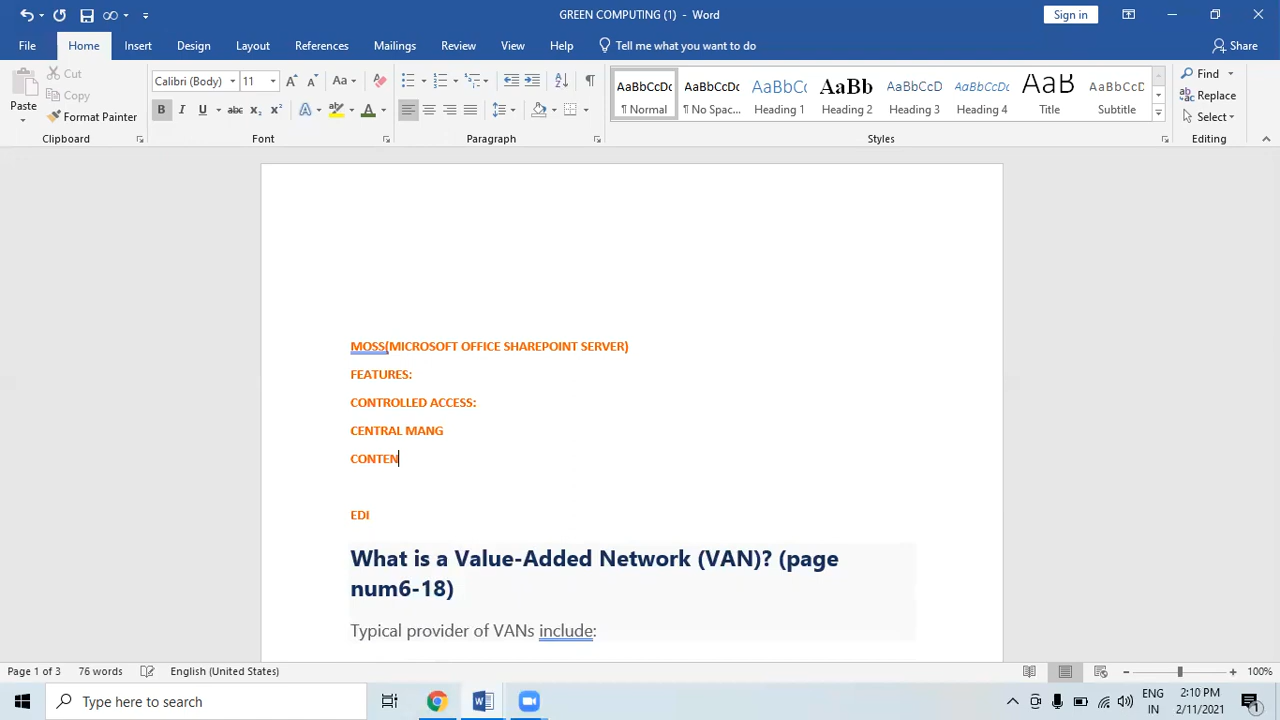 GREEN COMPUTING (1) - Word
Sign in
File Home Insert Design Layout References Mailings Review View Help Tell me what you want to do Share
Paste Cut Copy Format Painter
Clipboard
Calibri (Body) 11
Font
Paragraph
AaBbCcDc AaBbCcDc AaBbCc AaBb AaBbCcD AaBbCcDc AaB AaBbCcD
¶ Normal ¶ No Spac... Heading 1 Heading 2 Heading 3 Heading 4 Title Subtitle
Styles
Find
Replace
Select
Editing
MOSS(MICROSOFT OFFICE SHAREPOINT SERVER)
FEATURES:
CONTROLLED ACCESS:
CENTRAL MANG
CONTEN
EDI
What is a Value-Added Network (VAN)? (page
num6-18)
Typical provider of VANs include:
Page 1 of 3 76 words English (United States) 100%
Type here to search
ENG
IN
2:10 PM
2/11/2021
1